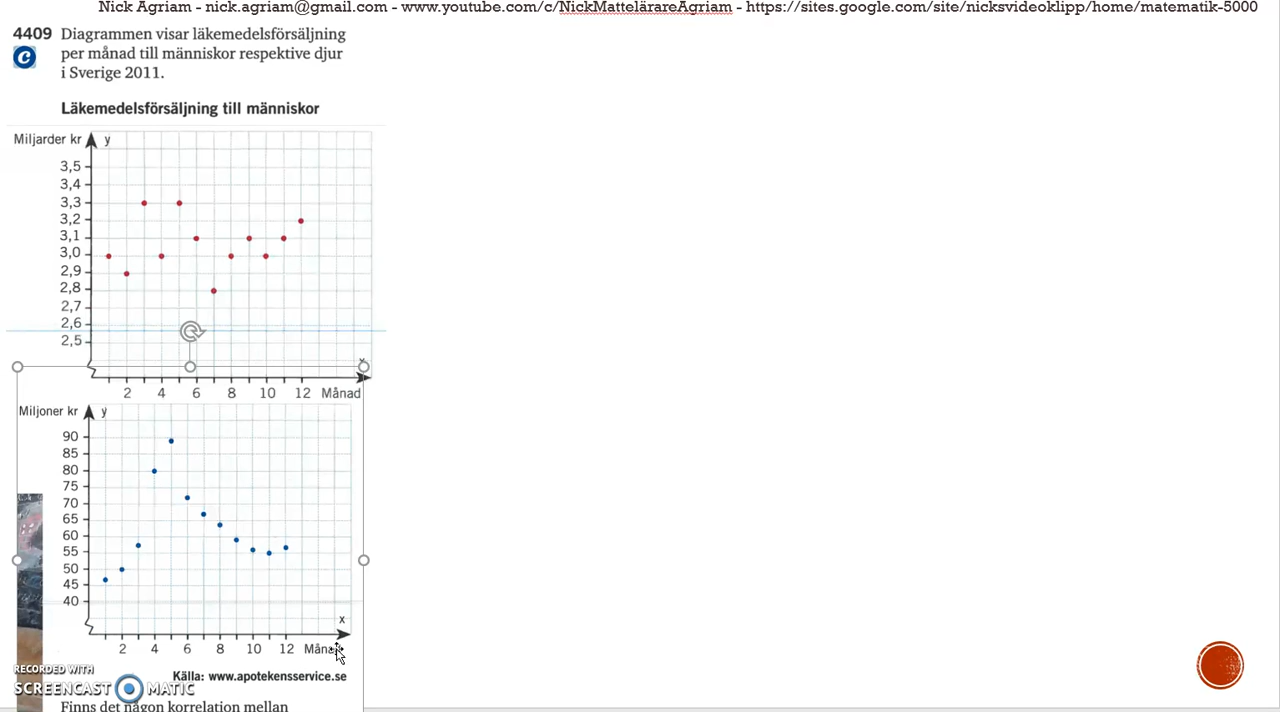 Nick Agriam - nick.agriam@gmail.com - www.youtube.com/c/NickMattelärareAgriam - https://sites.google.com/site/nicksvideoklipp/home/matematik-5000
4409 Diagrammen visar läkemedelsförsäljning
C per månad till människor respektive djur
i Sverige 2011.
Läkemedelsförsäljning till människor
Miljarder kr y
3,5
3,4
3,3
3,2
3,1
3,0
2,9
2,8
2,7
2,6
2,5
x
2 4 6 8 10 12 Månad
Miljoner kr y
90
85
80
75
70
65
60
55
50
45
40
x
2 4 6 8 10 12
Källa: www.apotekensservice.se
RECORDED WITH
SCREENCAST MATIC
Finns det någon korrelation mellan